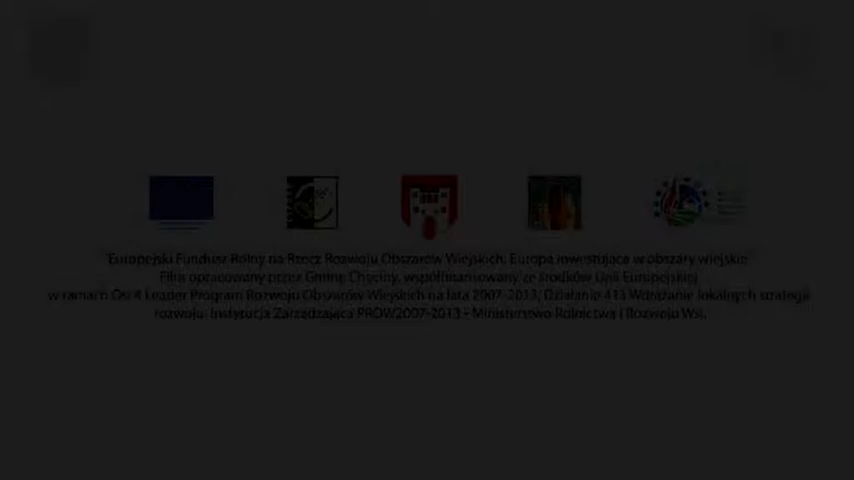 "Europejski Fundusz Rolny na Rzecz Rozwoju Obszarów Wiejskich. Europa inwestująca w obszary wiejskie"
Film opracowany przez Gminę Chęciny, współfinansowany ze środków Unii Europejskiej
w ramach Osi 4 Leader Program Rozwoju Obszarów Wiejskich na lata 2007-2013, Działanie 413 Wdrażanie lokalnych strategii
rozwoju. Instytucja Zarządzająca PROW2007-2013 - Ministerstwo Rolnictwa i Rozwoju Wsi.